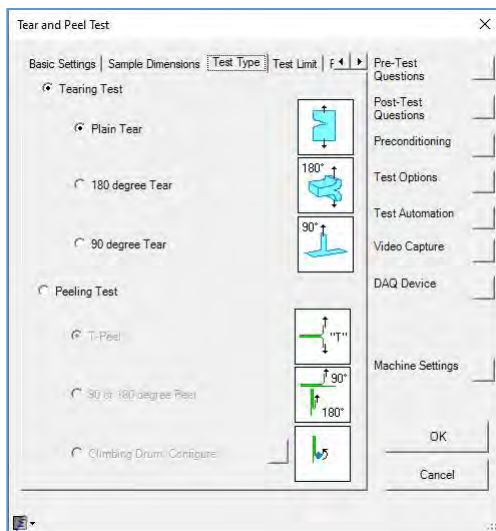 Tear and Peel Test
Basic Settings
Sample Dimensions
Test Type
Test Limit
F
Tearing Test
Plain Tear
180 degree Tear
180°
90 degree Tear
90°
Peeling Test
T-Peel
"T"
90 or 180 degree Peel
90°
180°
Climbing Drum. Configure
Pre-Test
Questions
Post-Test
Questions
Preconditioning
Test Options
Test Automation
Video Capture
DAQ Device
Machine Settings
OK
Cancel